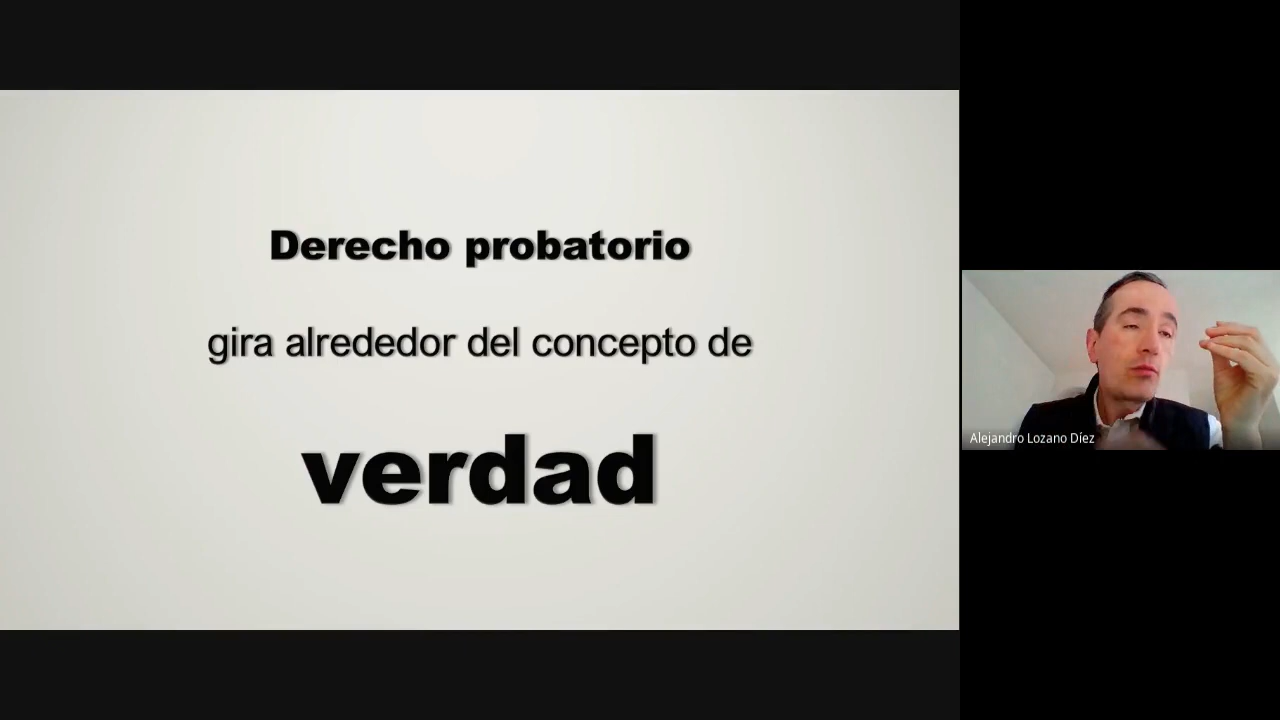 Derecho probatorio
gira alrededor del concepto de
verdad
Alejandro Lozano Díez